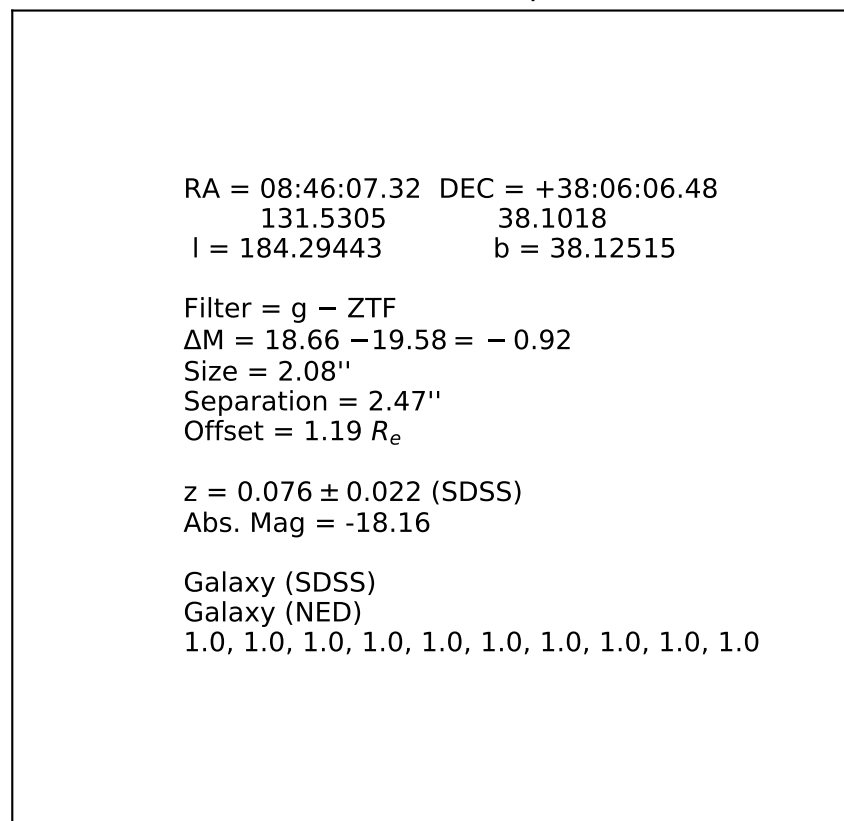 RA = 08:46:07.32 DEC = +38:06:06.48
131.5305 38.1018
l = 184.29443 b = 38.12515
Filter = g − ZTF
ΔM = 18.66 −19.58 = − 0.92
Size = 2.08''
Separation = 2.47''
Offset = 1.19 Rₑ
z = 0.076 ± 0.022 (SDSS)
Abs. Mag = -18.16
Galaxy (SDSS)
Galaxy (NED)
1.0, 1.0, 1.0, 1.0, 1.0, 1.0, 1.0, 1.0, 1.0, 1.0